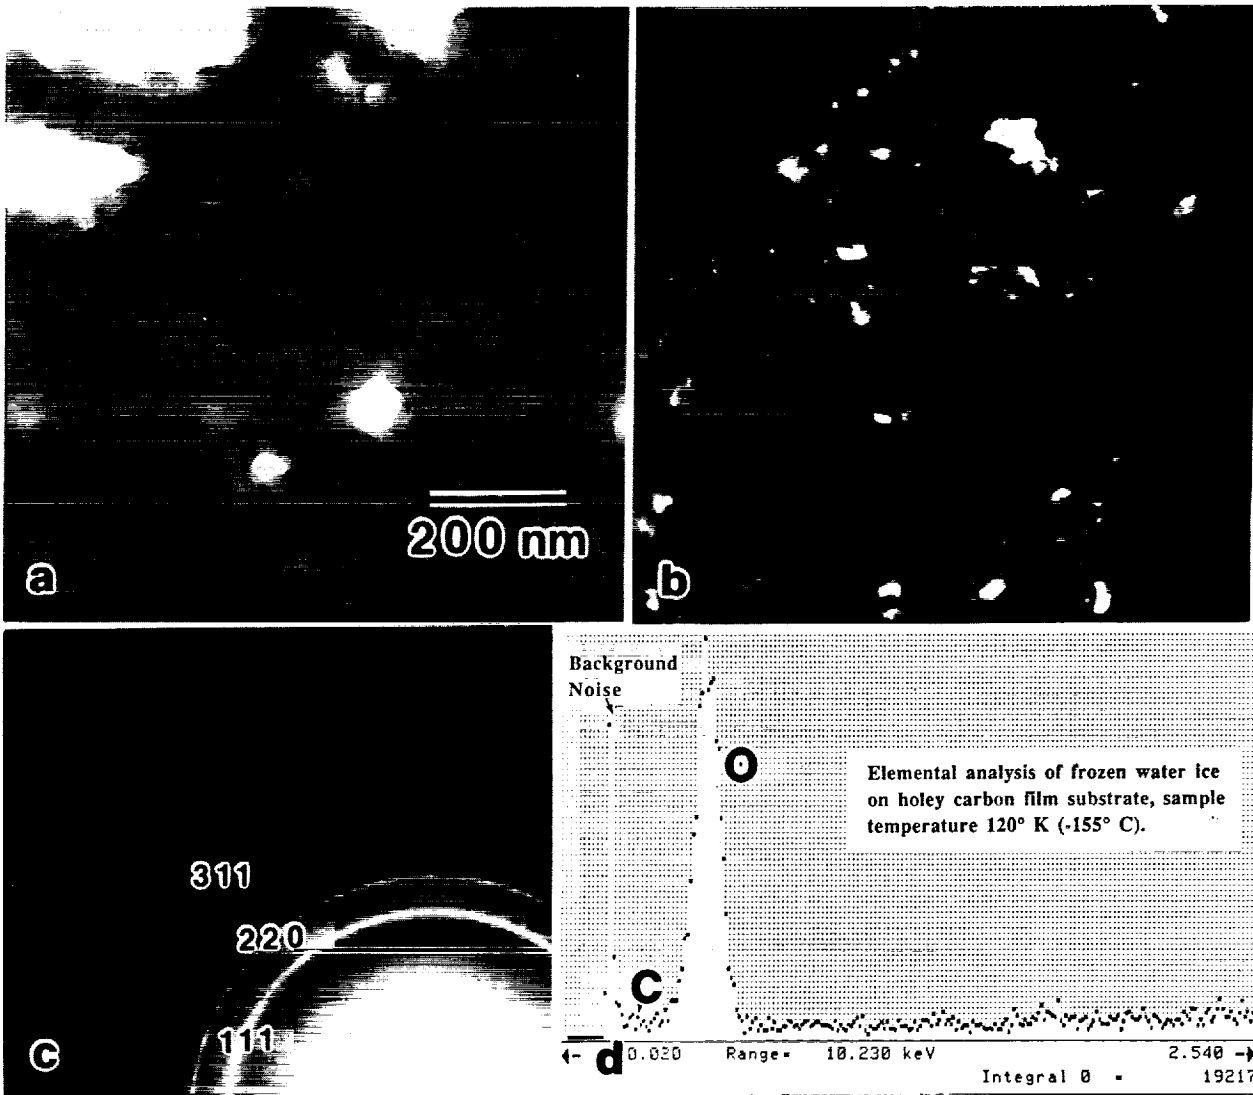 200 nm
a
b
311
220
111
c
Background
Noise
O
Elemental analysis of frozen water ice
on holey carbon film substrate, sample
temperature 120° K (-155° C).
C
d
0.020 Range= 10.230 keV 2.540
Integral 0 = 19217